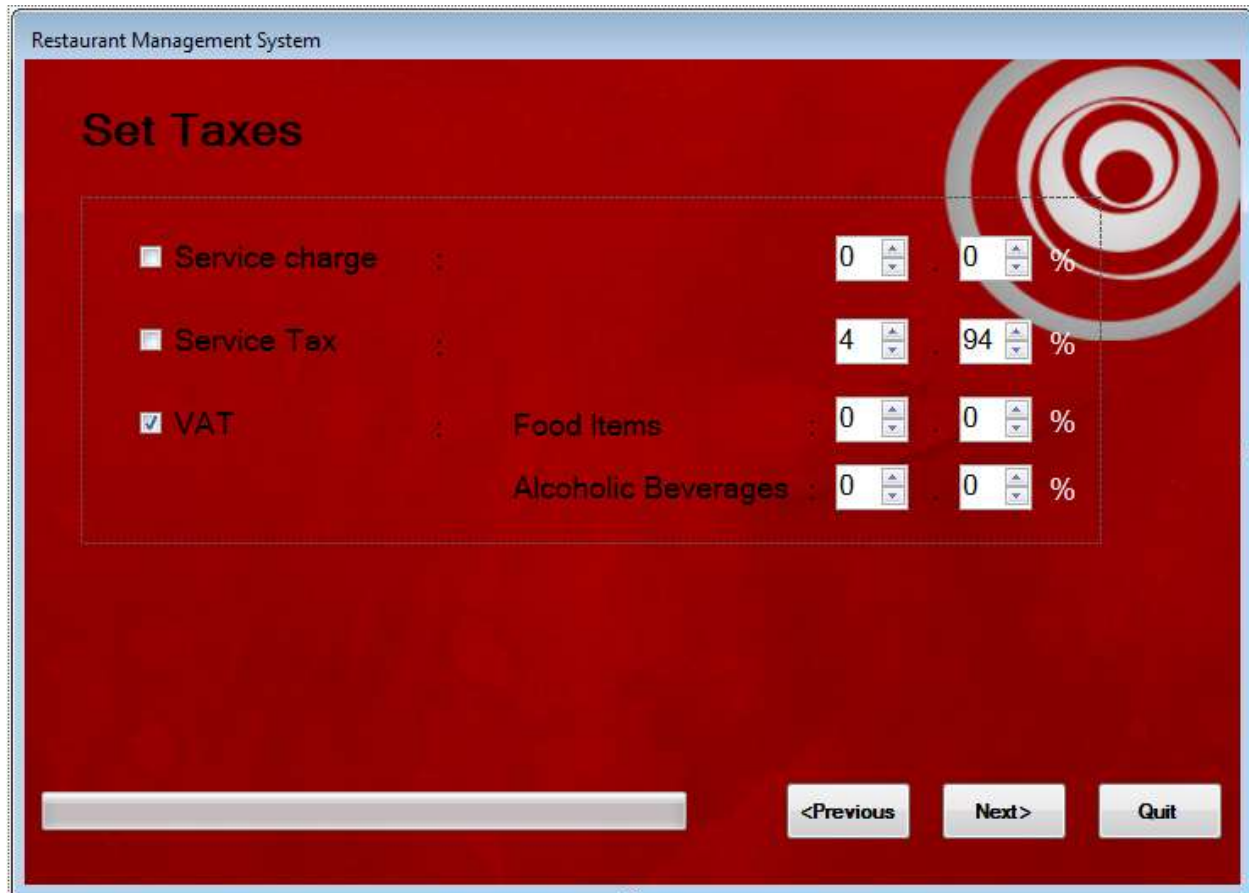 Restaurant Management System
Set Taxes
Service charge : 0 . 0 %
Service Tax : 4 . 94 %
VAT : Food Items : 0 . 0 %
Alcoholic Beverages : 0 . 0 %
<Previous Next> Quit